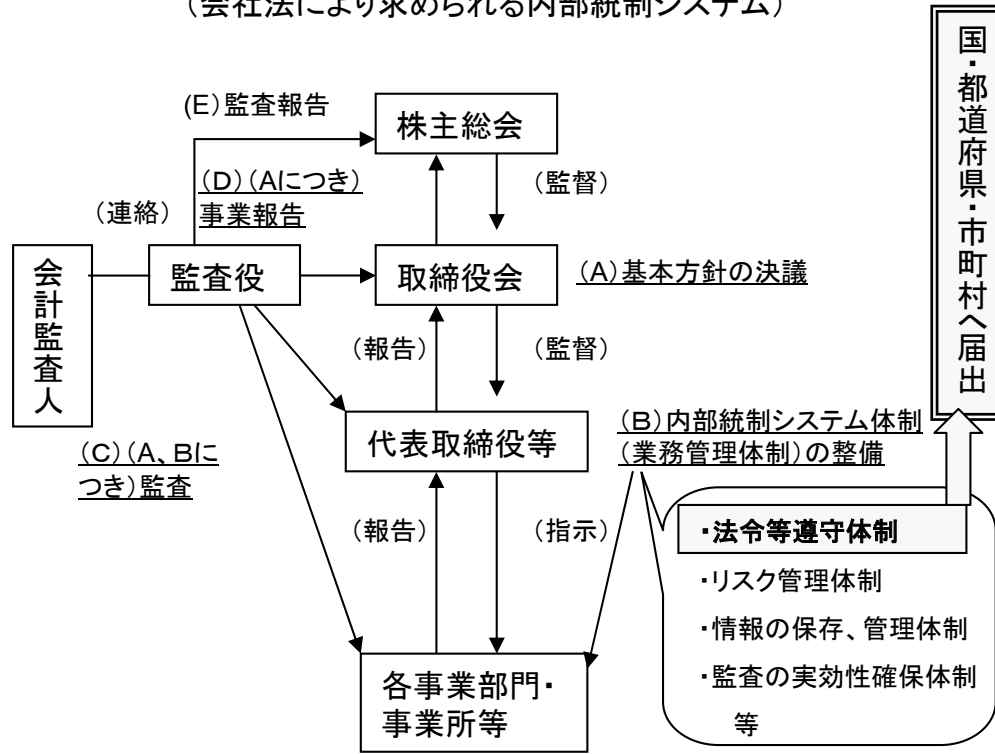 (会社法により求められる内部統制システム)
国・都道府県・市町村へ届出
(E)監査報告
株主総会
(D)(Aにつき)
事業報告
(監督)
(連絡)
会計監査人
監査役
取締役会
(A)基本方針の決議
(報告)
(監督)
代表取締役等
(B)内部統制システム体制
(業務管理体制)の整備
(C)(A、Bに
つき)監査
(報告)
(指示)
・法令等遵守体制
・リスク管理体制
・情報の保存、管理体制
・監査の実効性確保体制
等
各事業部門・
事業所等